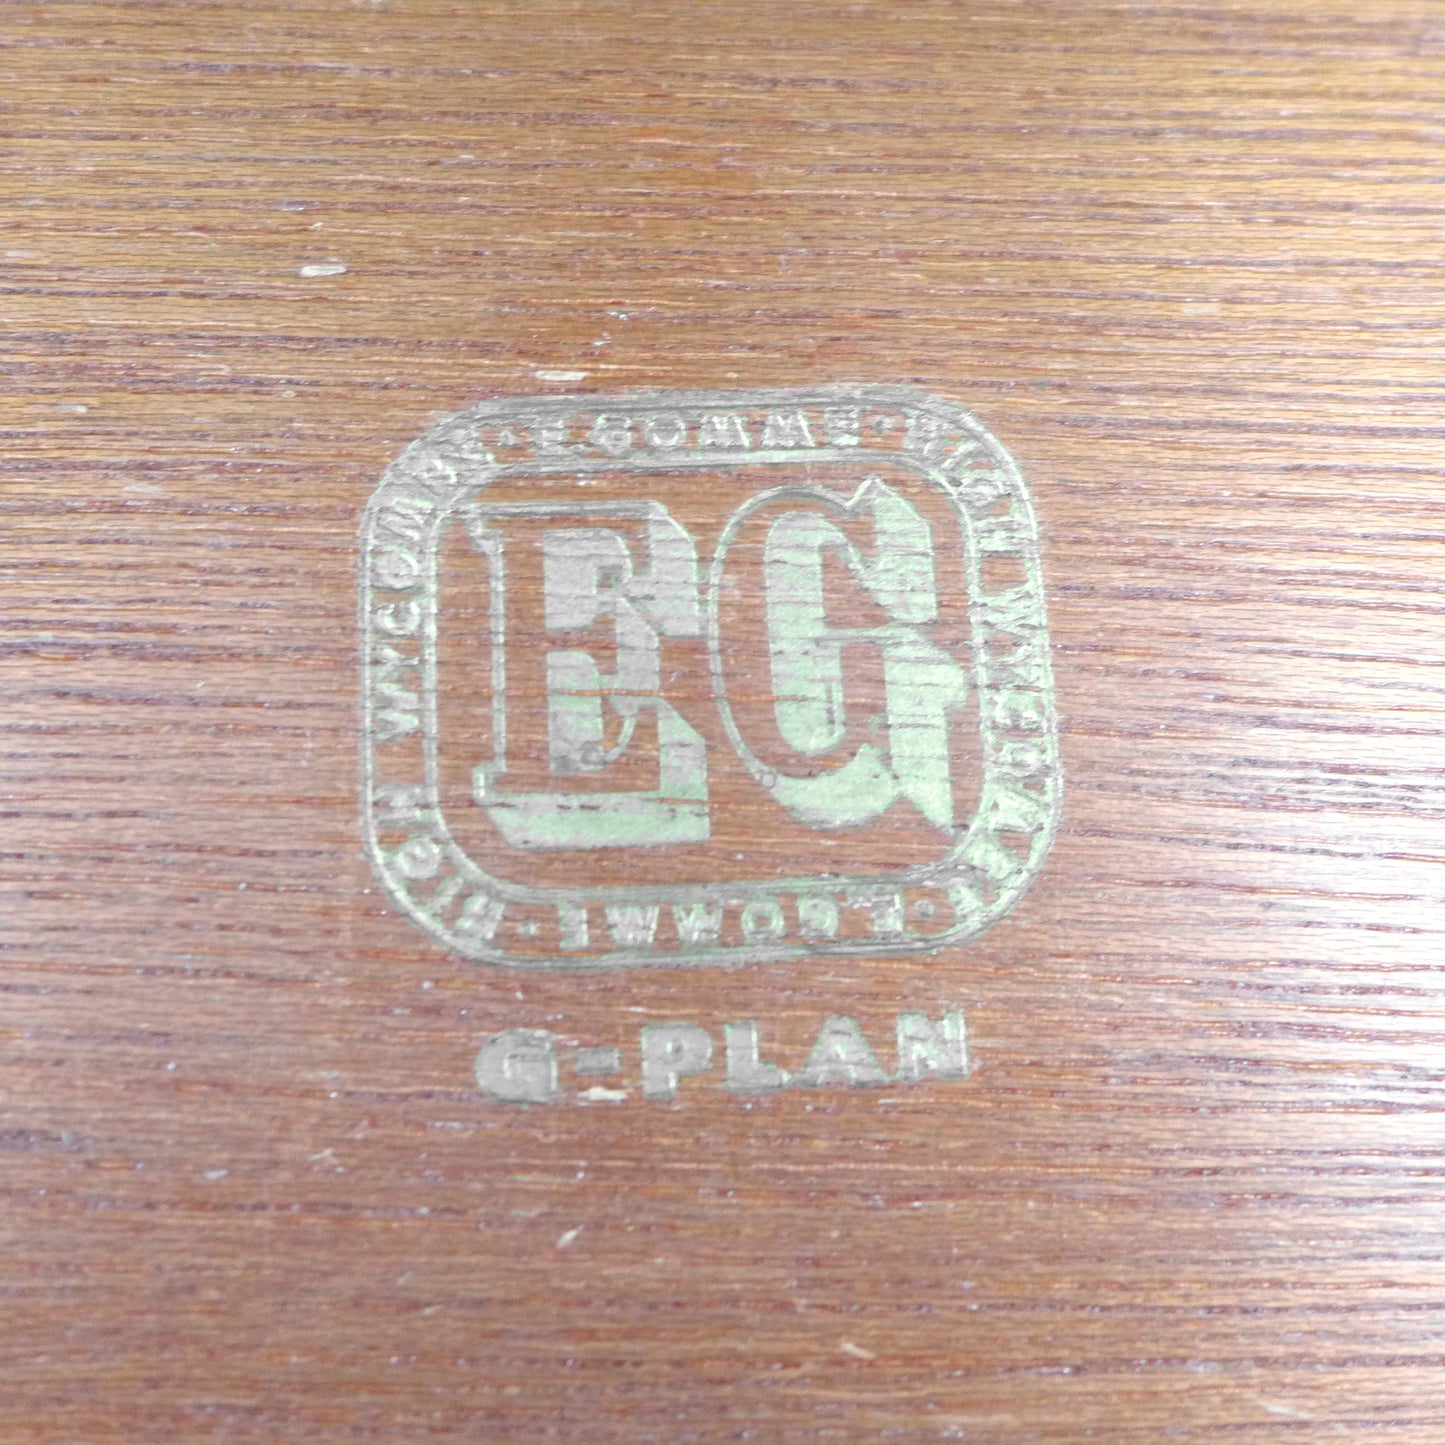 E.GOMME · HIGH WYCOMBE · E.GOMME · HIGH WYCOMBE ·
EG
G-PLAN